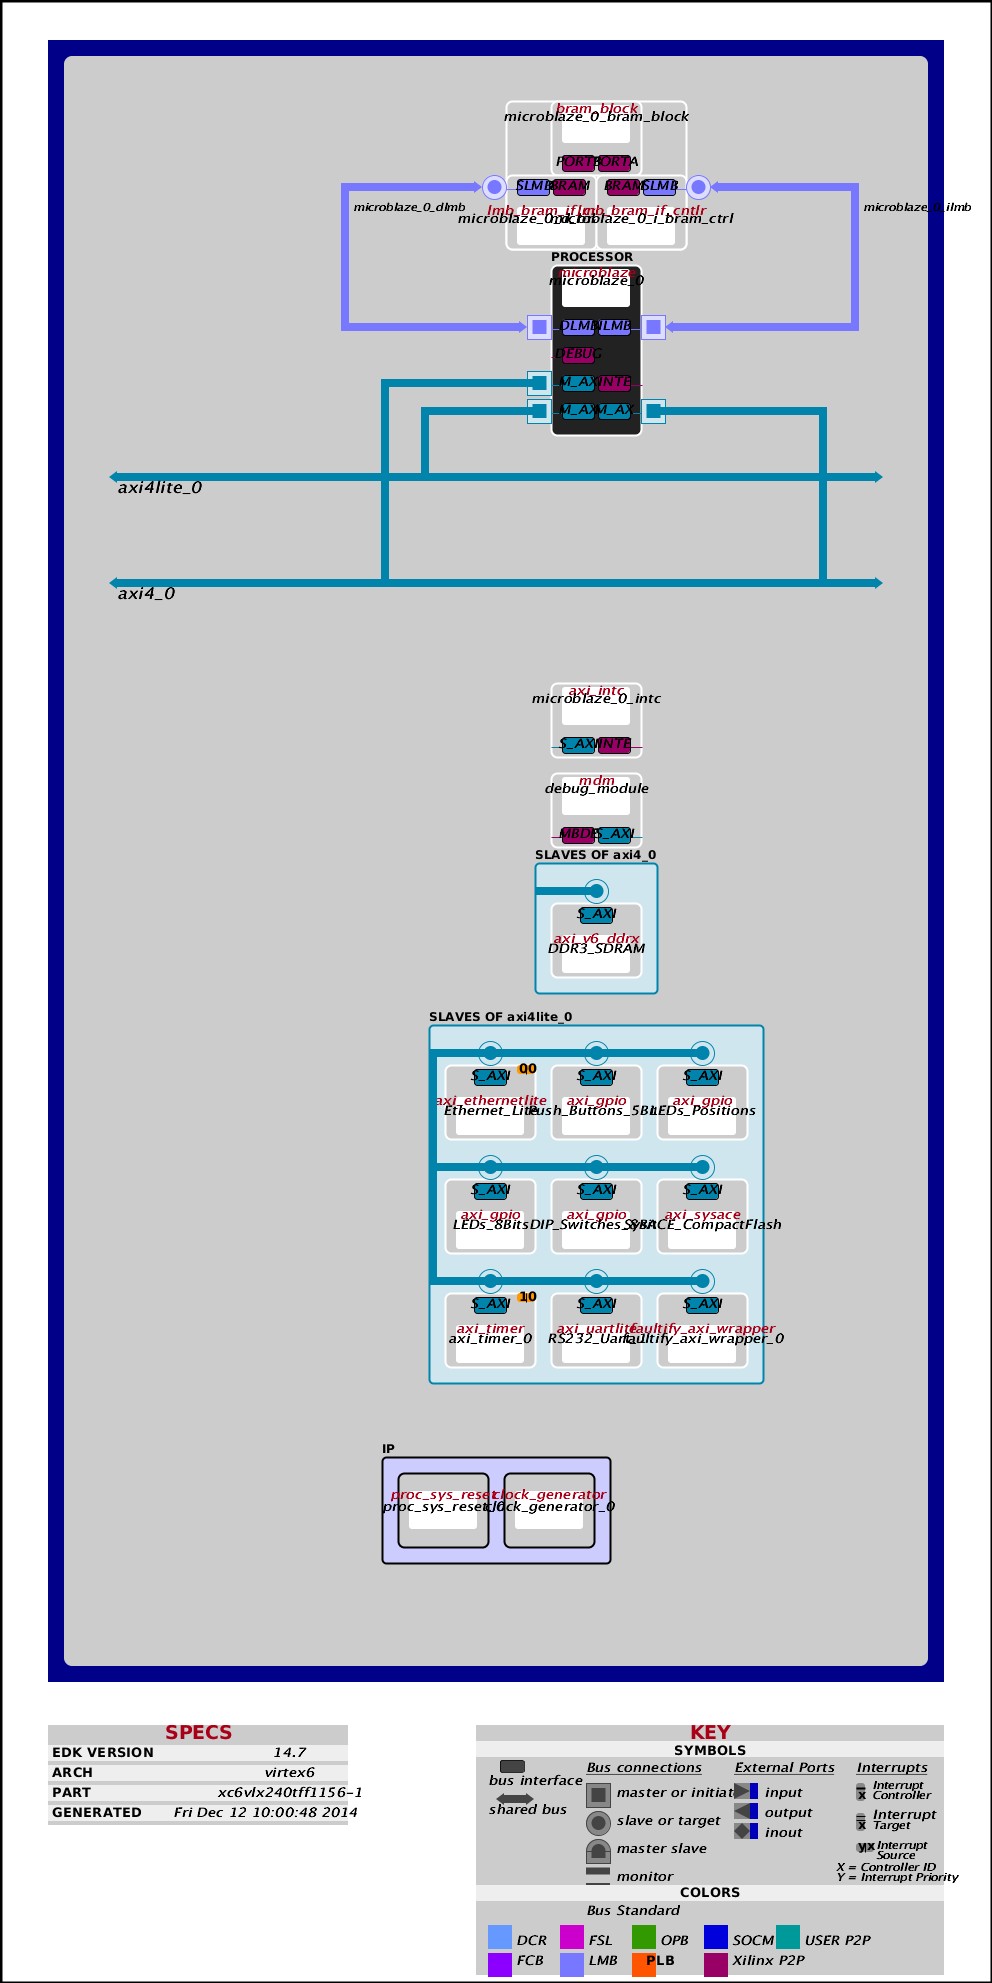 bram_block
microblaze_0_bram_block
PORTB PORTA
SLMB BRAM BRAM SLMB
microblaze_0_dlmb
microblaze_0_ilmb
lmb_bram_if_cntlr
microblaze_0_i_bram_ctrl
PROCESSOR
microblaze
microblaze_0
DLMB ILMB
DEBUG
M_AXI INTE
M_AXI M_AX
axi4lite_0
axi4_0
axi_intc
microblaze_0_intc
S_AXI INTE
mdm
debug_module
MBDE S_AXI
SLAVES OF axi4_0
S_AXI
axi_v6_ddrx
DDR3_SDRAM
SLAVES OF axi4lite_0
00
S_AXI S_AXI S_AXI
axi_ethernetlite axi_gpio axi_gpio
Ethernet_Lite Push_Buttons_5Bi LEDs_Positions
S_AXI S_AXI S_AXI
axi_gpio axi_gpio axi_sysace
LEDs_8Bits DIP_Switches_8Bit SysACE_CompactFlash
10
S_AXI S_AXI S_AXI
axi_timer axi_uartlite faultify_axi_wrapper
axi_timer_0 RS232_Uart_1 faultify_axi_wrapper_0
IP
proc_sys_reset clock_generator
proc_sys_reset_0 clock_generator_0
SPECS
EDK VERSION 14.7
ARCH virtex6
PART xc6vlx240tff1156-1
GENERATED Fri Dec 12 10:00:48 2014
KEY
SYMBOLS
bus interface
shared bus
Bus connections
master or initiat
slave or target
master slave
monitor
External Ports
input
output
inout
Interrupts
x Interrupt
Controller
x Interrupt
Target
yx Interrupt
Source
X = Controller ID
Y = Interrupt Priority
COLORS
Bus Standard
DCR FSL OPB SOCM USER P2P
FCB LMB PLB Xilinx P2P